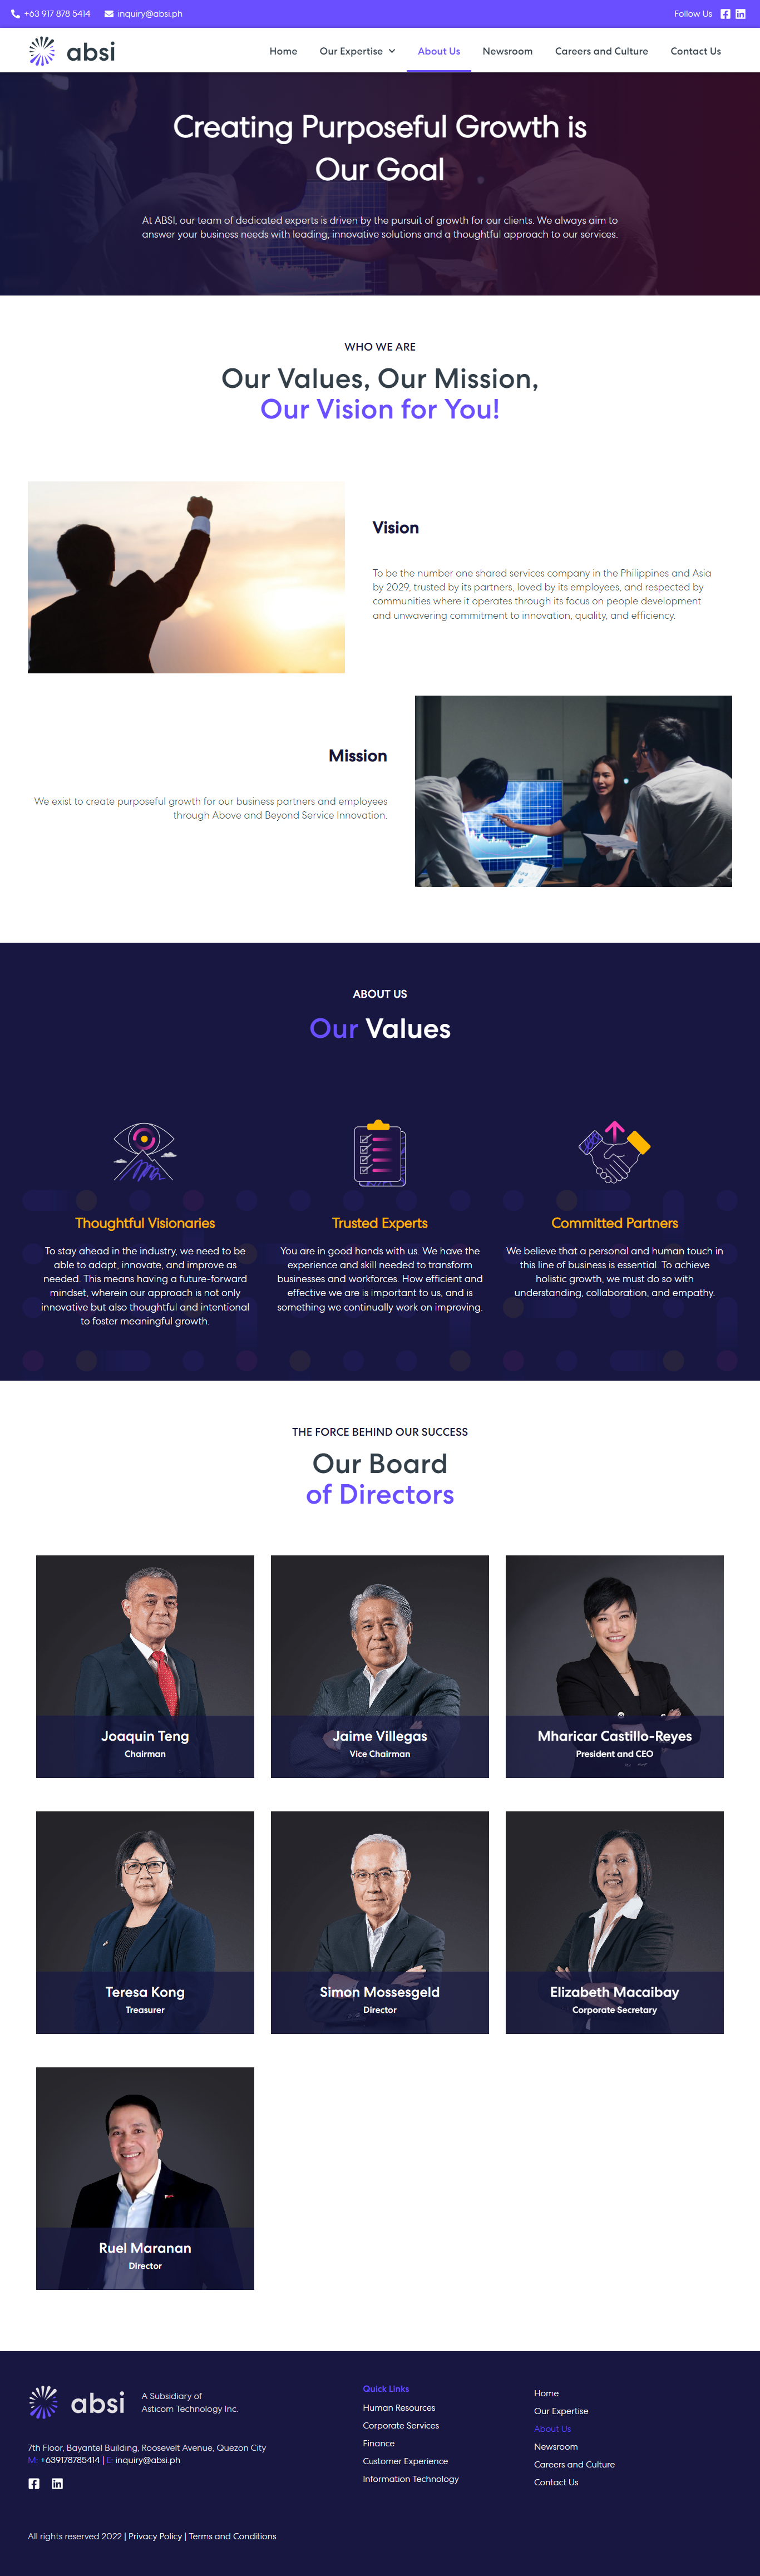 +63 917 878 5414
inquiry@absi.ph
Follow Us
absi
Home
Our Expertise
About Us
Newsroom
Careers and Culture
Contact Us
Creating Purposeful Growth is
Our Goal
At ABSI, our team of dedicated experts is driven by the pursuit of growth for our clients. We always aim to
answer your business needs with leading, innovative solutions and a thoughtful approach to our services.
WHO WE ARE
Our Values, Our Mission,
Our Vision for You!
Vision
To be the number one shared services company in the Philippines and Asia
by 2029, trusted by its partners, loved by its employees, and respected by
communities where it operates through its focus on people development
and unwavering commitment to innovation, quality, and efficiency.
Mission
We exist to create purposeful growth for our business partners and employees
through Above and Beyond Service Innovation.
ABOUT US
Our Values
Thoughtful Visionaries
To stay ahead in the industry, we need to be
able to adapt, innovate, and improve as
needed. This means having a future-forward
mindset, wherein our approach is not only
innovative but also thoughtful and intentional
to foster meaningful growth.
Trusted Experts
You are in good hands with us. We have the
experience and skill needed to transform
businesses and workforces. How efficient and
effective we are is important to us, and is
something we continually work on improving.
Committed Partners
We believe that a personal and human touch in
this line of business is essential. To achieve
holistic growth, we must do so with
understanding, collaboration, and empathy.
THE FORCE BEHIND OUR SUCCESS
Our Board
of Directors
Joaquin Teng
Chairman
Jaime Villegas
Vice Chairman
Mharicar Castillo-Reyes
President and CEO
Teresa Kong
Treasurer
Simon Mossesgeld
Director
Elizabeth Macaibay
Corporate Secretary
Ruel Maranan
Director
absi
A Subsidiary of
Asticom Technology Inc.
7th Floor, Bayantel Building, Roosevelt Avenue, Quezon City
M: +639178785414 | E: inquiry@absi.ph
Quick Links
Human Resources
Corporate Services
Finance
Customer Experience
Information Technology
Home
Our Expertise
About Us
Newsroom
Careers and Culture
Contact Us
All rights reserved 2022 | Privacy Policy | Terms and Conditions